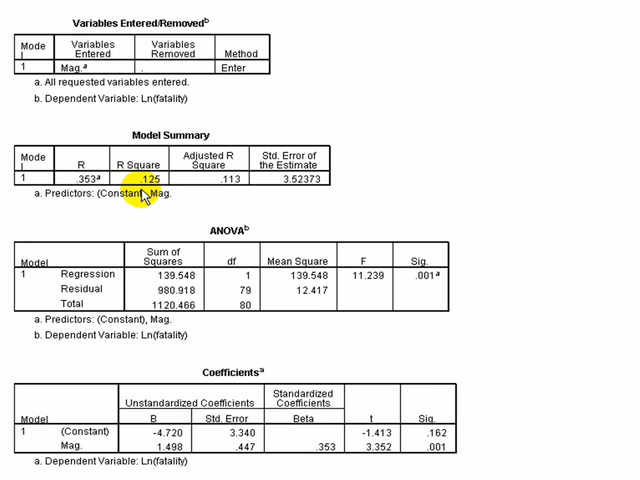 Variables Entered/Removedb
Model Variables Entered Variables Removed Method
1 Mag.a . Enter
a. All requested variables entered.
b. Dependent Variable: Ln(fatality)
Model Summary
Model R R Square Adjusted R Square Std. Error of the Estimate
1 .353a .125 .113 3.52373
a. Predictors: (Constant), Mag.
ANOVAb
Model Sum of Squares df Mean Square F Sig.
1 Regression 139.548 1 139.548 11.239 .001a
Residual 980.918 79 12.417
Total 1120.466 80
a. Predictors: (Constant), Mag.
b. Dependent Variable: Ln(fatality)
Coefficientsa
Unstandardized Coefficients Standardized Coefficients
Model B Std. Error Beta t Sig.
1 (Constant) -4.720 3.340 -1.413 .162
Mag. 1.498 .447 .353 3.352 .001
a. Dependent Variable: Ln(fatality)